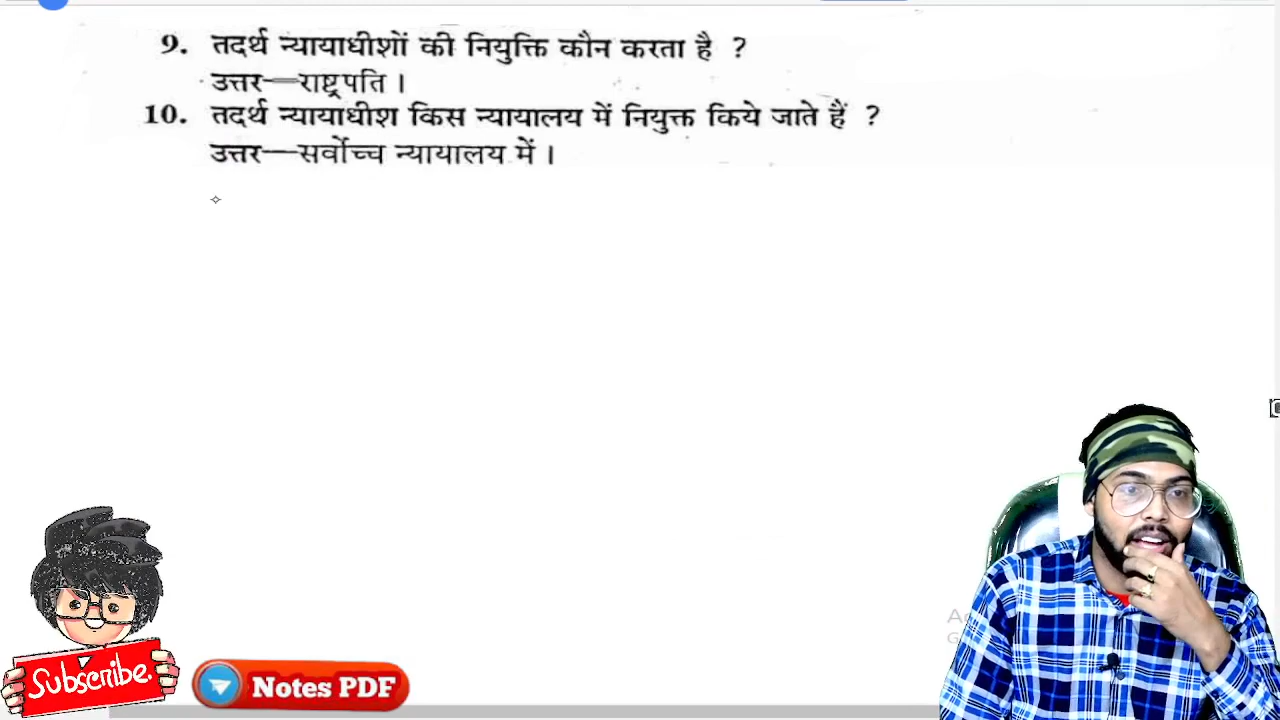 9. तदर्थ न्यायाधीशों की नियुक्ति कौन करता है ?
उत्तर—राष्ट्रपति ।
10. तदर्थ न्यायाधीश किस न्यायालय में नियुक्त किये जाते हैं ?
उत्तर—सर्वोच्च न्यायालय में ।
Subscribe.
Notes PDF